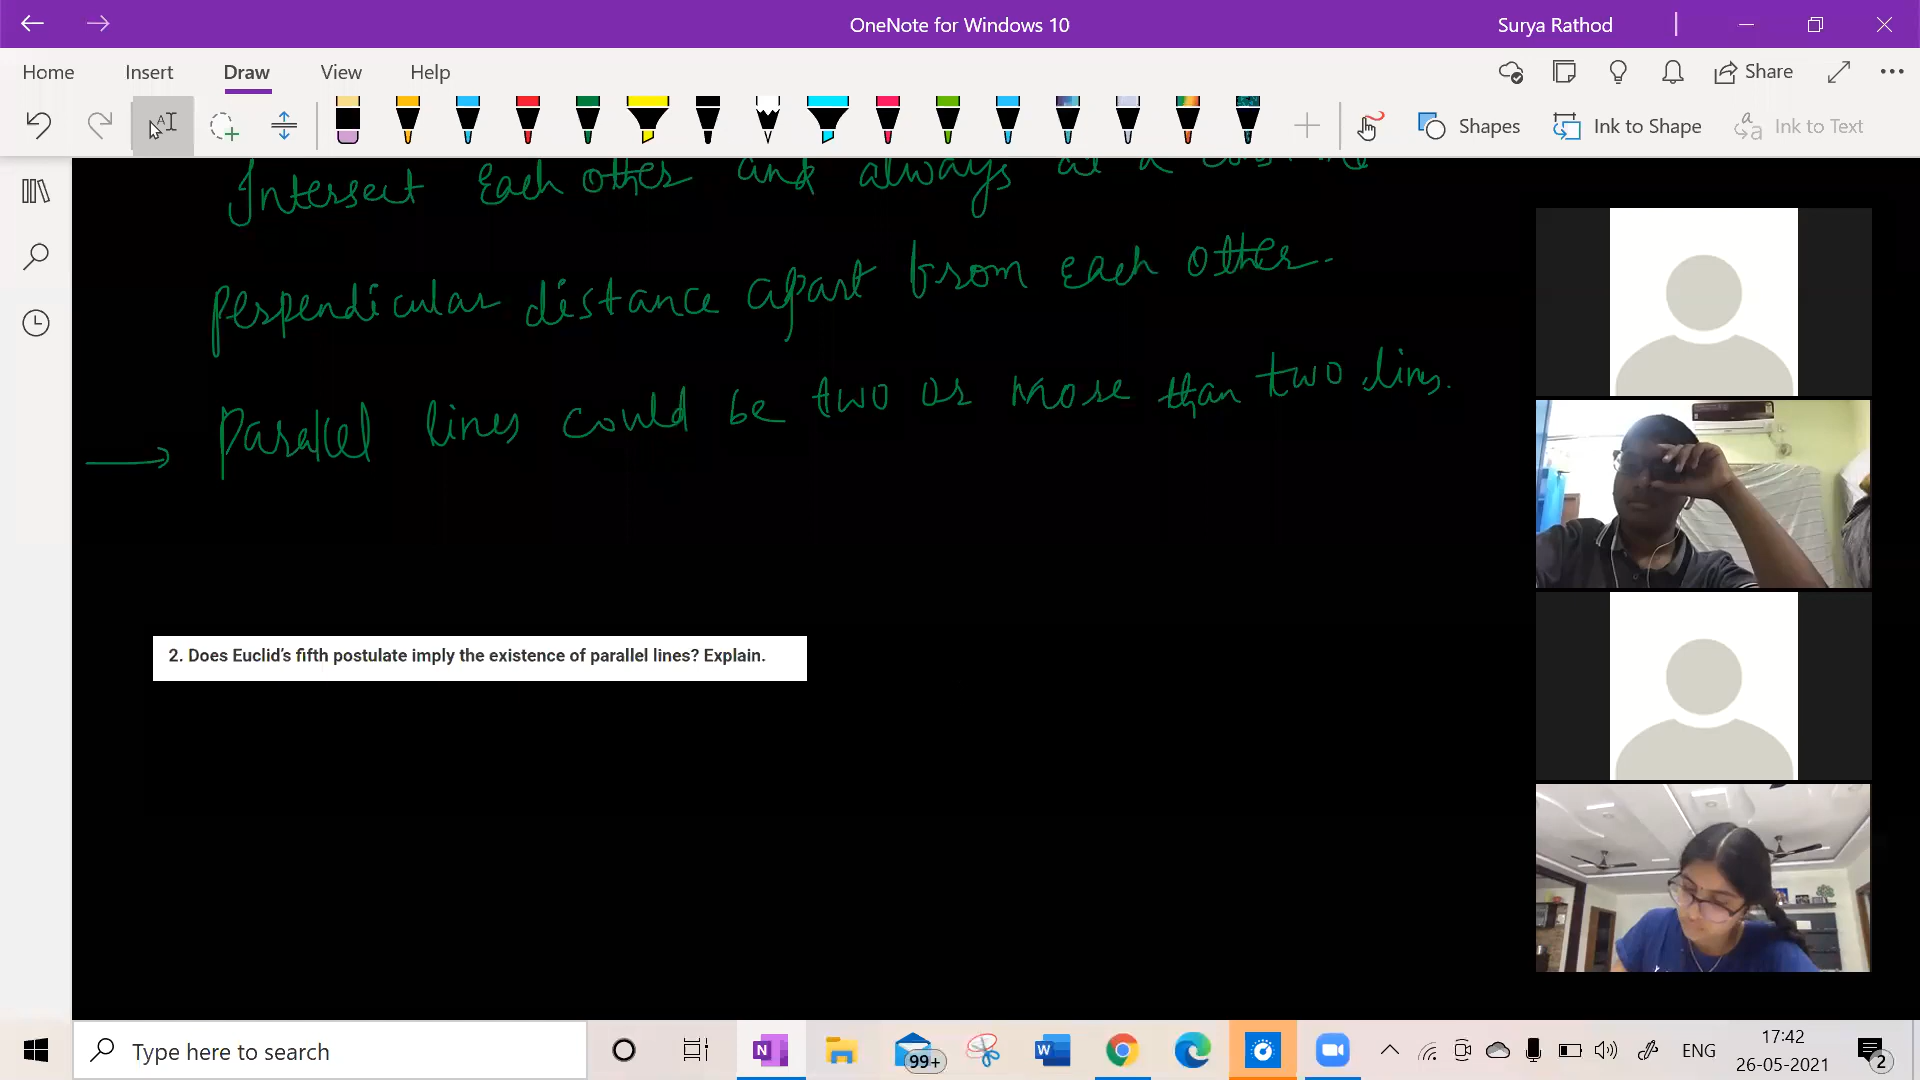 OneNote for Windows 10
Surya Rathod
Home Insert Draw View Help
Share
Shapes
Ink to Shape
Ink to Text
Intersect Each other and always at a
perpendicular distance apart from each other.
Parallel lines could be two or more than two lines.
2. Does Euclid's fifth postulate imply the existence of parallel lines? Explain.
Type here to search
99+
ENG
17:42
26-05-2021
2